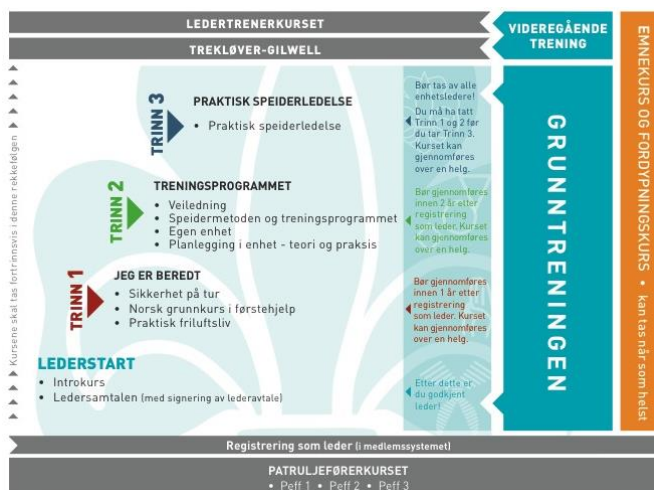 LEDERTRENERKURSET
TREKLØVER-GILWELL
VIDEREGÅENDE
TRENING
EMNEKURS OG FORDYPNINGSKURS • kan tas når som helst
GRUNNTRENINGEN
Kursene skal tas fortrinnsvis i denne rekkefølgen
TRINN 3
PRAKTISK SPEIDERLEDELSE
• Praktisk speiderledelse
Bør tas av alle
enhetsledere!
Du må ha tatt
Trinn 1 og 2 før
du tar Trinn 3.
Kurset kan
gjennomføres
over en helg.
TRINN 2
TRENINGSPROGRAMMET
• Veiledning
• Speidermetoden og treningsprogrammet
• Egen enhet
• Planlegging i enhet - teori og praksis
Bør gjennomføres
innen 2 år etter
registrering
som leder. Kurset
kan gjennomføres
over en helg.
TRINN 1
JEG ER BEREDT
• Sikkerhet på tur
• Norsk grunnkurs i førstehjelp
• Praktisk friluftsliv
Bør gjennomføres
innen 1 år etter
registrering
som leder. Kurset
kan gjennomføres
over en helg.
LEDERSTART
• Introkurs
• Ledersamtalen (med signering av lederavtale)
Etter dette er
du godkjent
leder!
Registrering som leder (i medlemssystemet)
PATRULJEFØRERKURSET
• Peff 1 • Peff 2 • Peff 3